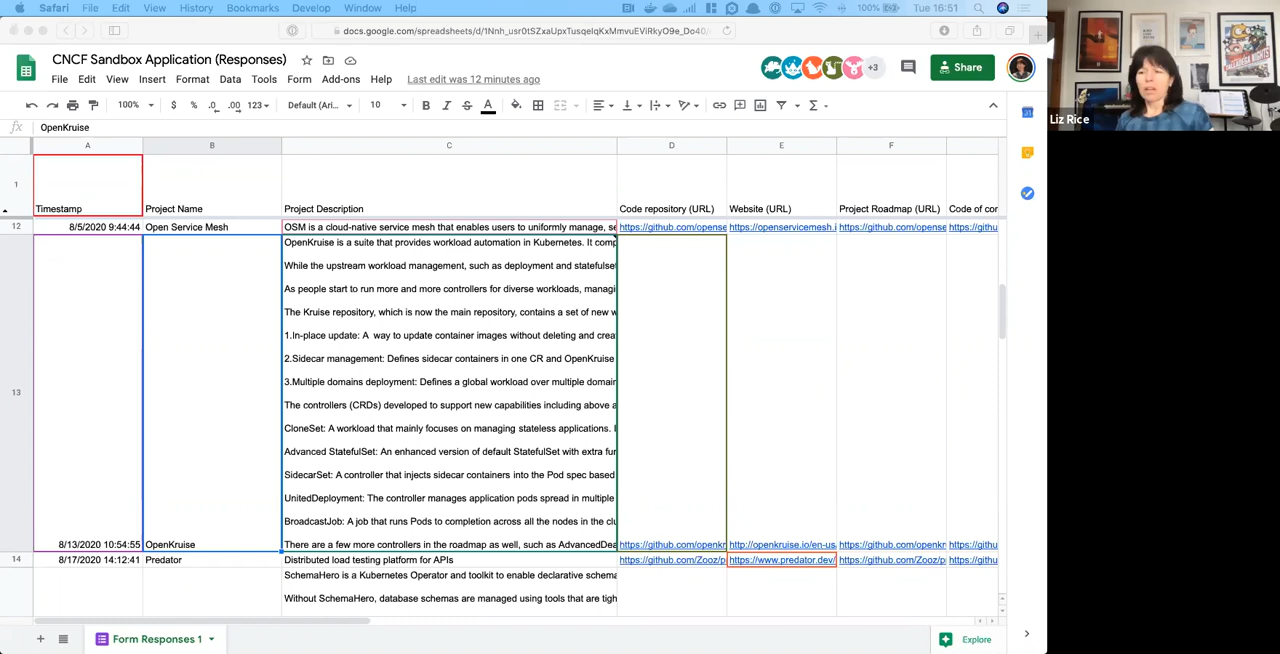 Safari File Edit View History Bookmarks Develop Window Help 100% Tue 16:51
docs.google.com/spreadsheets/d/1Nnh_usr0tSZxaUpxTusqelqKxMmvuEViRkyO9e_Do40/
CNCF Sandbox Application (Responses)
File Edit View Insert Format Data Tools Form Add-ons Help Last edit was 12 minutes ago
+3
Share
100% $ % .0 .00 123 Default (Ari... 10 B I S A
fx OpenKruise
A B C D E F
1 Timestamp Project Name Project Description Code repository (URL) Website (URL) Project Roadmap (URL) Code of con
12 8/5/2020 9:44:44 Open Service Mesh OSM is a cloud-native service mesh that enables users to uniformly manage, se https://github.com/opense https://openservicemesh.i https://github.com/opense https://githu
OpenKruise is a suite that provides workload automation in Kubernetes. It comp
While the upstream workload management, such as deployment and statefulset
As people start to run more and more controllers for diverse workloads, managi
The Kruise repository, which is now the main repository, contains a set of new w
1.In-place update: A way to update container images without deleting and crea
2.Sidecar management: Defines sidecar containers in one CR and OpenKruise
3.Multiple domains deployment: Defines a global workload over multiple domain
13
The controllers (CRDs) developed to support new capabilities including above a
CloneSet: A workload that mainly focuses on managing stateless applications. I
Advanced StatefulSet: An enhanced version of default StatefulSet with extra fun
SidecarSet: A controller that injects sidecar containers into the Pod spec based
UnitedDeployment: The controller manages application pods spread in multiple
BroadcastJob: A job that runs Pods to completion across all the nodes in the clu
8/13/2020 10:54:55 OpenKruise There are a few more controllers in the roadmap as well, such as AdvancedDea https://github.com/openkr http://openkruise.io/en-us https://github.com/openkr https://githu
14 8/17/2020 14:12:41 Predator Distributed load testing platform for APIs https://github.com/Zooz/p https://www.predator.dev/ https://github.com/Zooz/p https://githu
SchemaHero is a Kubernetes Operator and toolkit to enable declarative schema
Without SchemaHero, database schemas are managed using tools that are tigh
Form Responses 1
Explore
Liz Rice